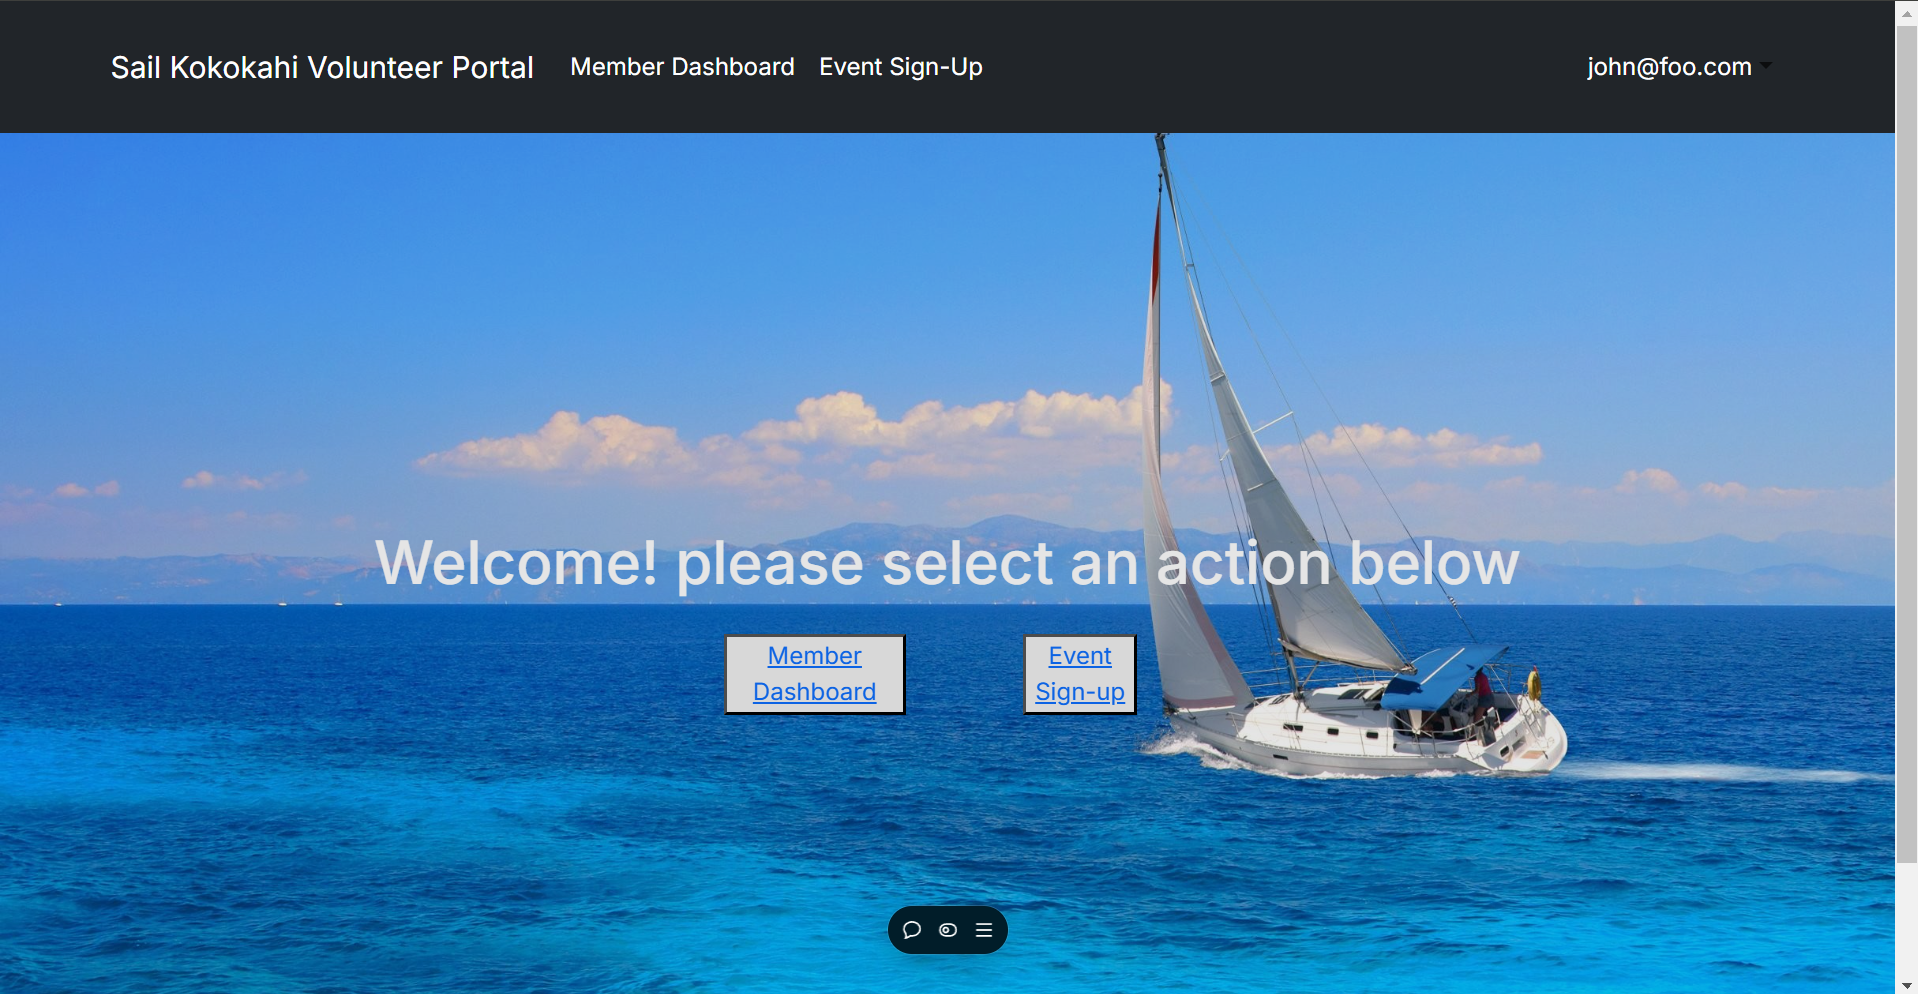 Sail Kokokahi Volunteer Portal Member Dashboard Event Sign-Up john@foo.com
Welcome! please select an action below
Member
Dashboard
Event
Sign-up